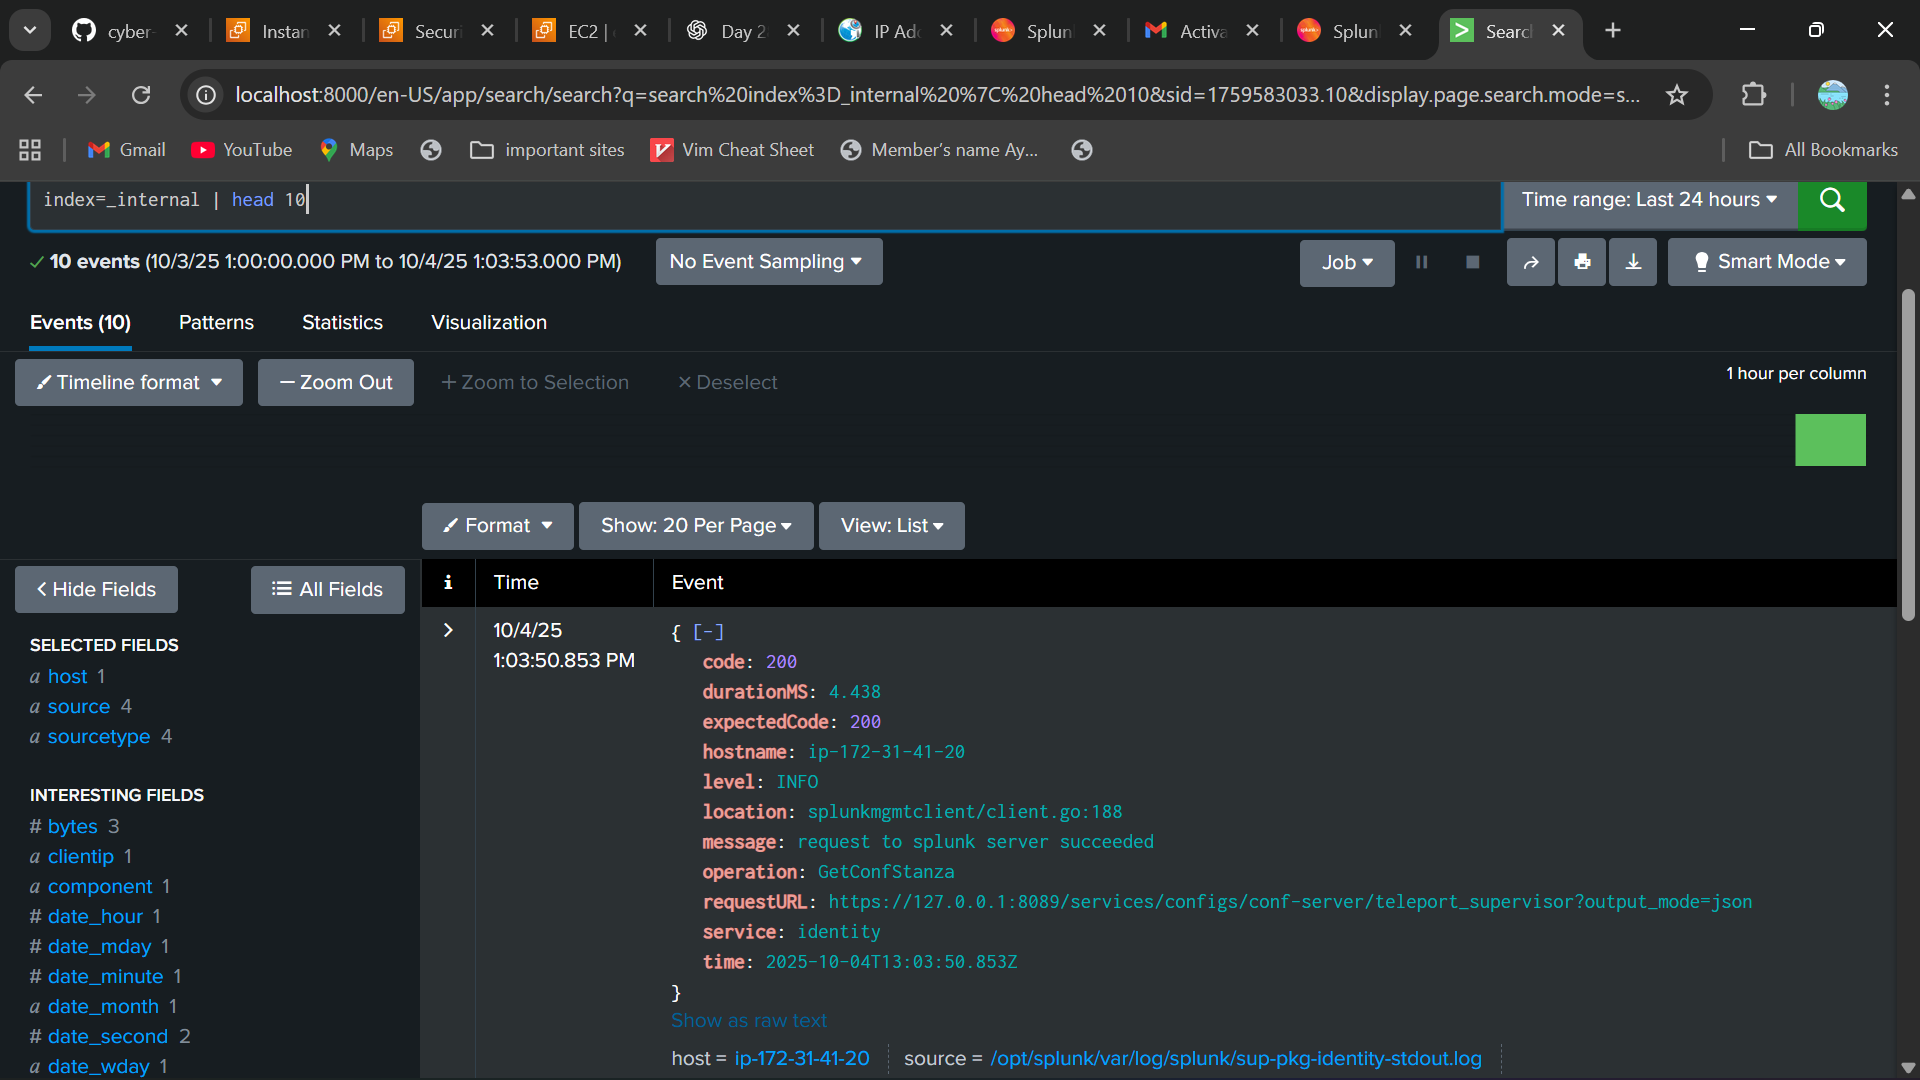 cyber-
Instan
Securi
EC2 |
Day 2
IP Add
Splun
Activa
Splun
Search
localhost:8000/en-US/app/search/search?q=search%20index%3D_internal%20%7C%20head%2010&sid=1759583033.10&display.page.search.mode=s...
Gmail
YouTube
Maps
important sites
Vim Cheat Sheet
Member's name Ay...
All Bookmarks
index=_internal | head 10
Time range: Last 24 hours
10 events (10/3/25 1:00:00.000 PM to 10/4/25 1:03:53.000 PM)
No Event Sampling
Job
Smart Mode
Events (10)
Patterns
Statistics
Visualization
Timeline format
Zoom Out
Zoom to Selection
Deselect
1 hour per column
Format
Show: 20 Per Page
View: List
Hide Fields
All Fields
i
Time
Event
SELECTED FIELDS
a host 1
a source 4
a sourcetype 4
INTERESTING FIELDS
# bytes 3
a clientip 1
a component 1
# date_hour 1
# date_mday 1
# date_minute 1
a date_month 1
# date_second 2
a date_wday 1
10/4/25
1:03:50.853 PM
{ [-]
code: 200
durationMS: 4.438
expectedCode: 200
hostname: ip-172-31-41-20
level: INFO
location: splunkmgmtclient/client.go:188
message: request to splunk server succeeded
operation: GetConfStanza
requestURL: https://127.0.0.1:8089/services/configs/conf-server/teleport_supervisor?output_mode=json
service: identity
time: 2025-10-04T13:03:50.853Z
}
Show as raw text
host = ip-172-31-41-20
source = /opt/splunk/var/log/splunk/sup-pkg-identity-stdout.log